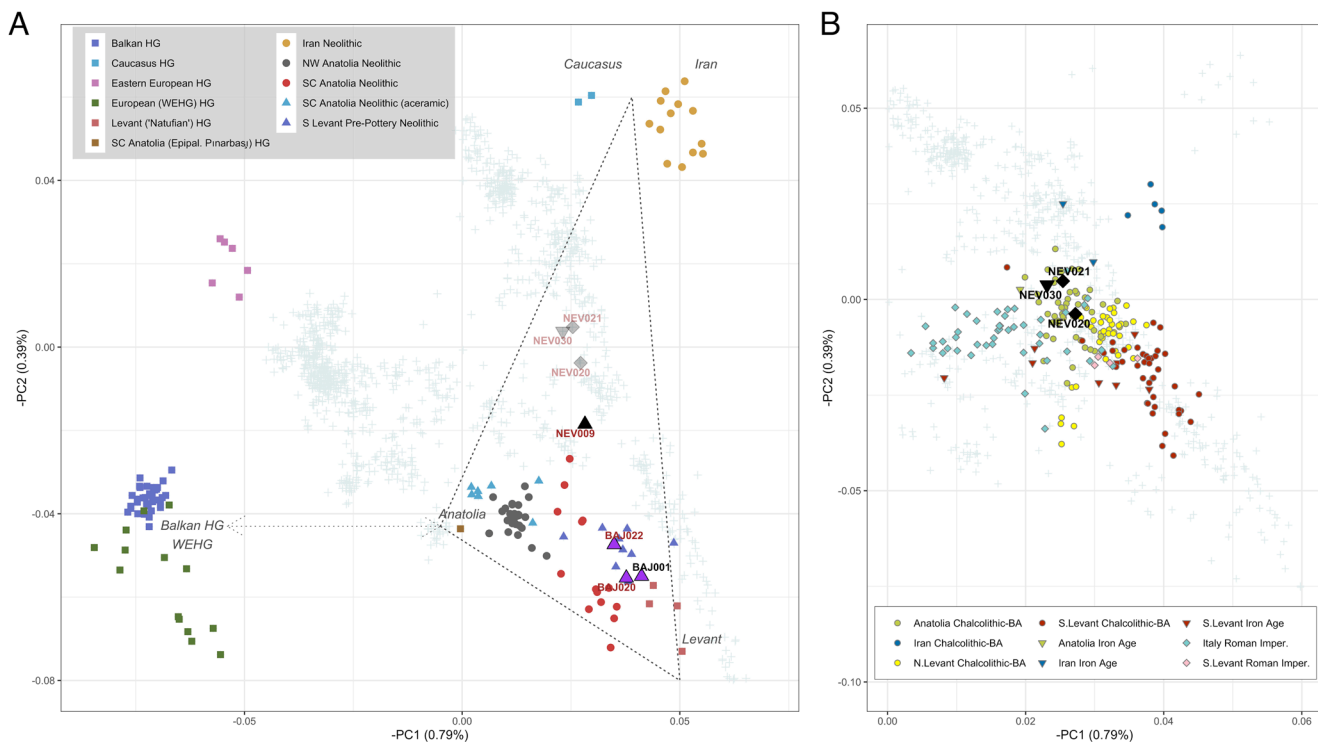 A
Balkan HG
Caucasus HG
Eastern European HG
European (WEHG) HG
Levant ('Natufian') HG
SC Anatolia (Epipal. Pınarbaşı) HG
Iran Neolithic
NW Anatolia Neolithic
SC Anatolia Neolithic
SC Anatolia Neolithic (aceramic)
S Levant Pre-Pottery Neolithic
Caucasus
Iran
NEV021
NEV030
NEV020
NEV009
Anatolia
Balkan HG
WEHG
BAJ022
BAJ001
BAJ020
Levant
0.04
0.00
-0.04
-0.08
-0.05
0.00
0.05
-PC1 (0.79%)
-PC2 (0.39%)
B
NEV021
NEV030
NEV020
0.05
0.00
-0.05
-0.10
Anatolia Chalcolithic-BA
Iran Chalcolithic-BA
N.Levant Chalcolithic-BA
S.Levant Chalcolithic-BA
Anatolia Iron Age
Iran Iron Age
S.Levant Iron Age
Italy Roman Imper.
S.Levant Roman Imper.
0.00
0.02
0.04
0.06
-PC1 (0.79%)
-PC2 (0.39%)